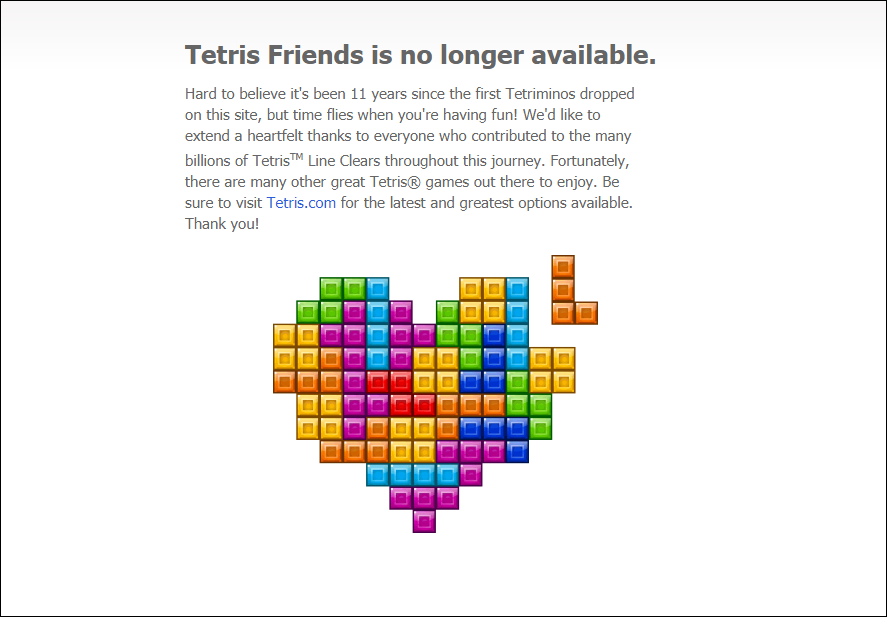 Tetris Friends is no longer available.
Hard to believe it's been 11 years since the first Tetriminos dropped
on this site, but time flies when you're having fun! We'd like to
extend a heartfelt thanks to everyone who contributed to the many
billions of Tetris™ Line Clears throughout this journey. Fortunately,
there are many other great Tetris® games out there to enjoy. Be
sure to visit Tetris.com for the latest and greatest options available.
Thank you!